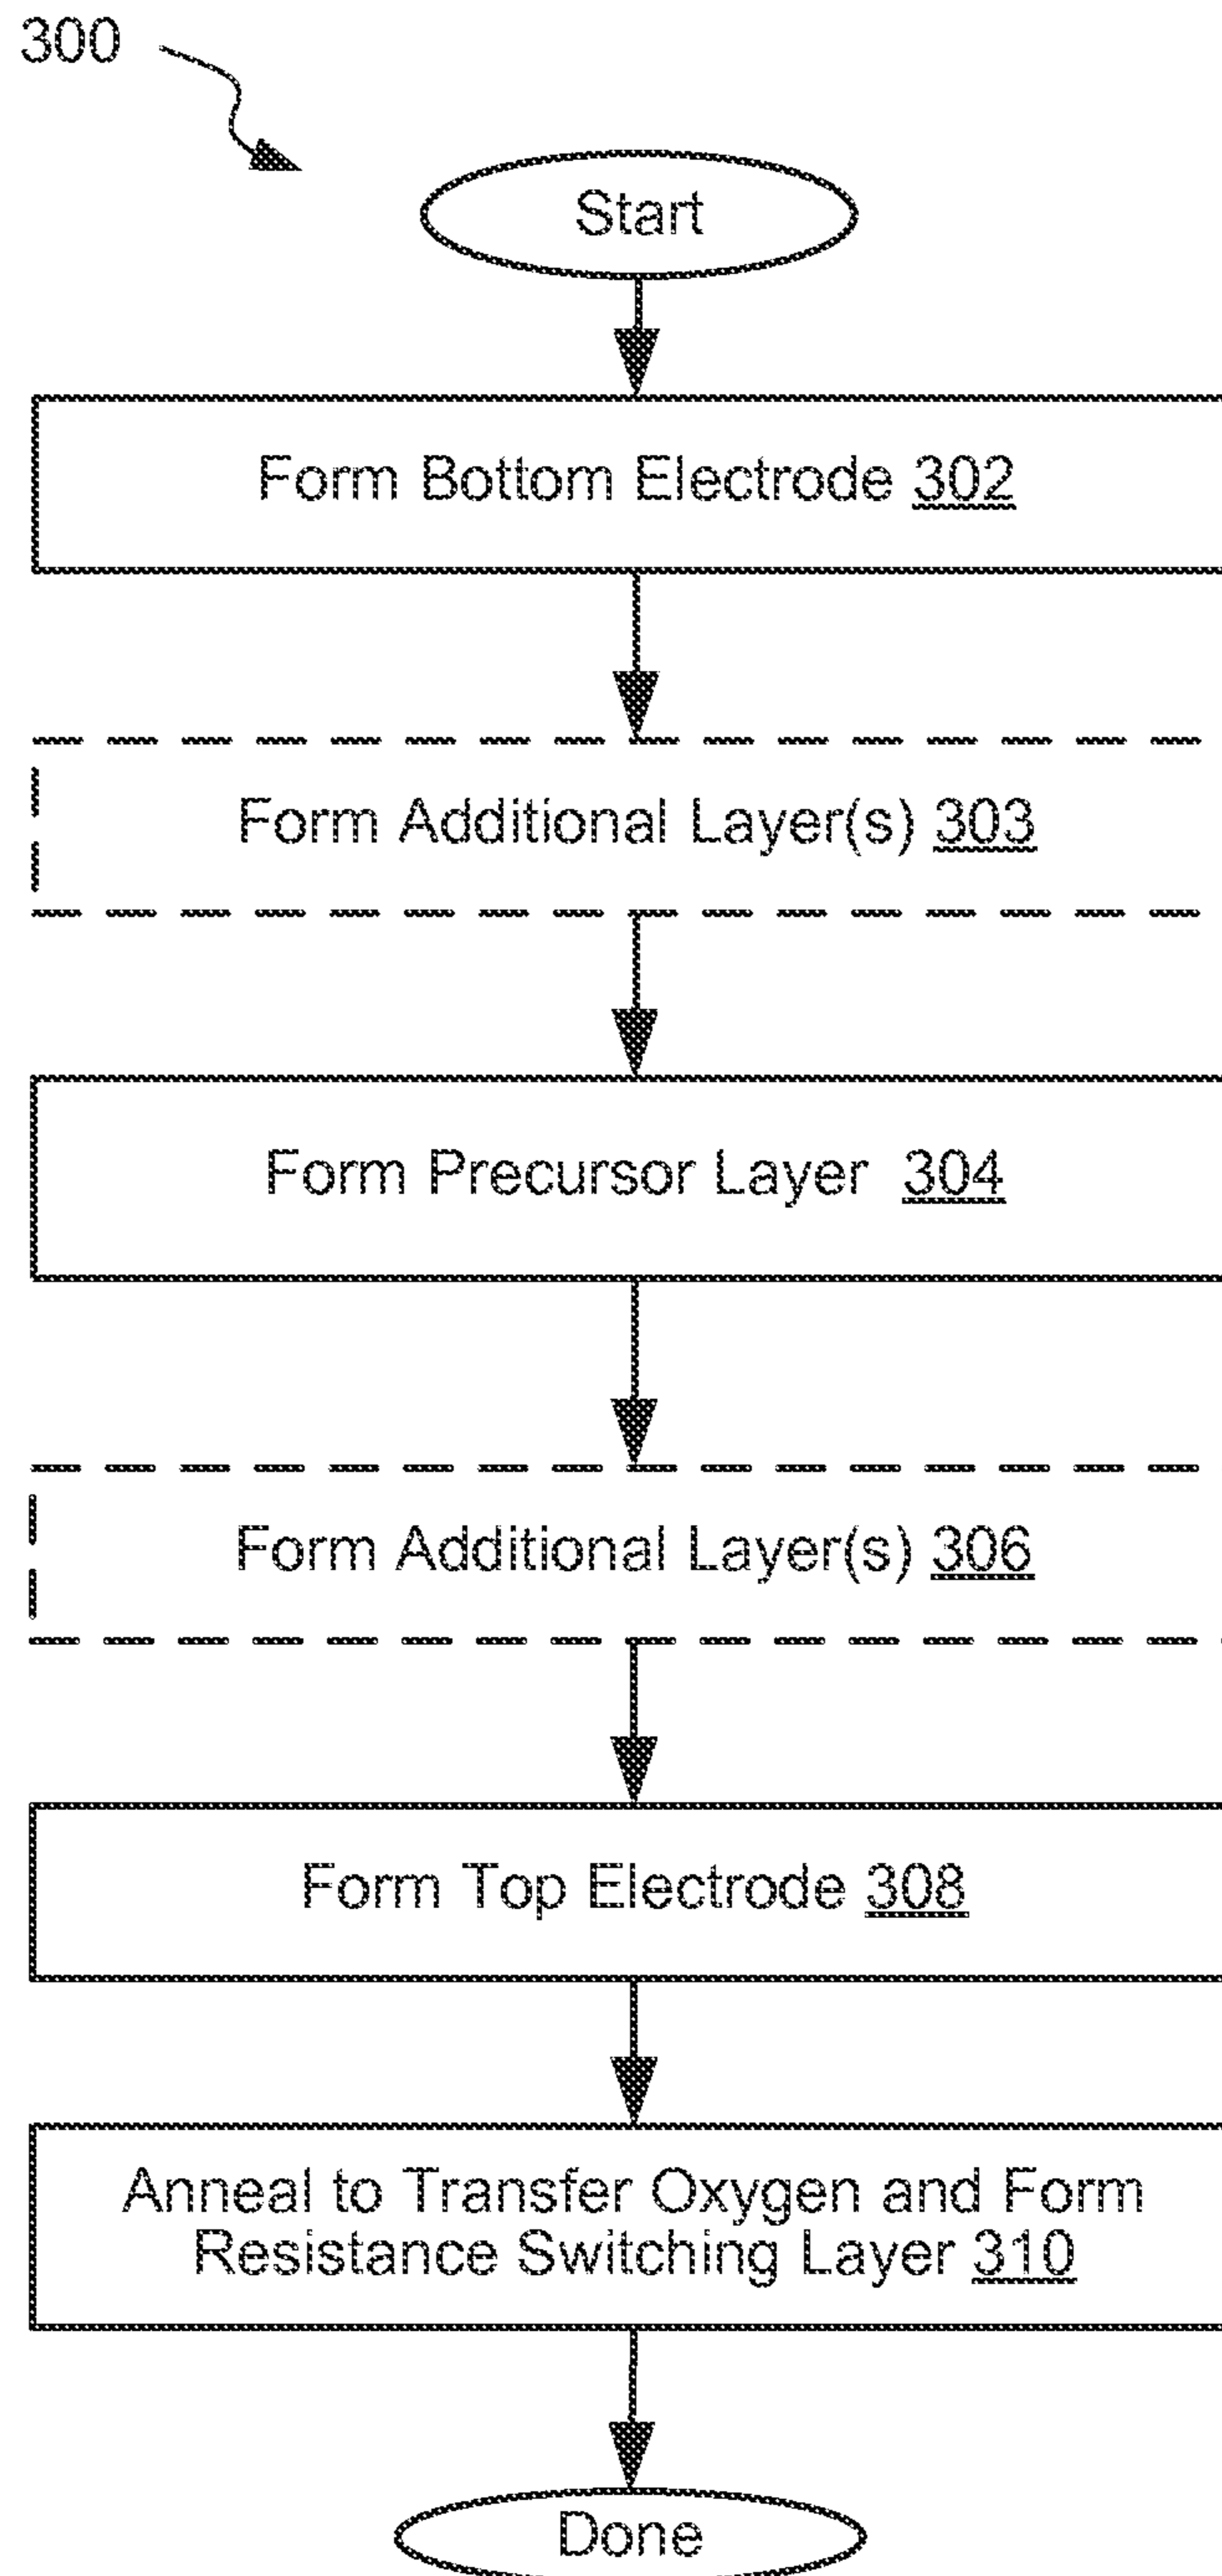 300
Start
Form Bottom Electrode 302
Form Additional Layer(s) 303
Form Precursor Layer 304
Form Additional Layer(s) 306
Form Top Electrode 308
Anneal to Transfer Oxygen and Form
Resistance Switching Layer 310
Done